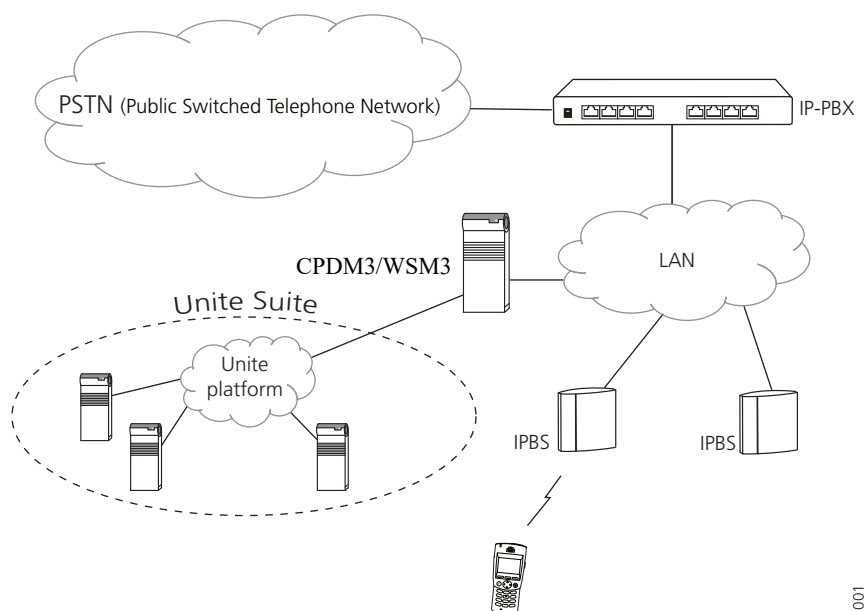 PSTN (Public Switched Telephone Network)
IP-PBX
LAN
CPDM3/WSM3
Unite Suite
Unite
platform
IPBS
IPBS
001